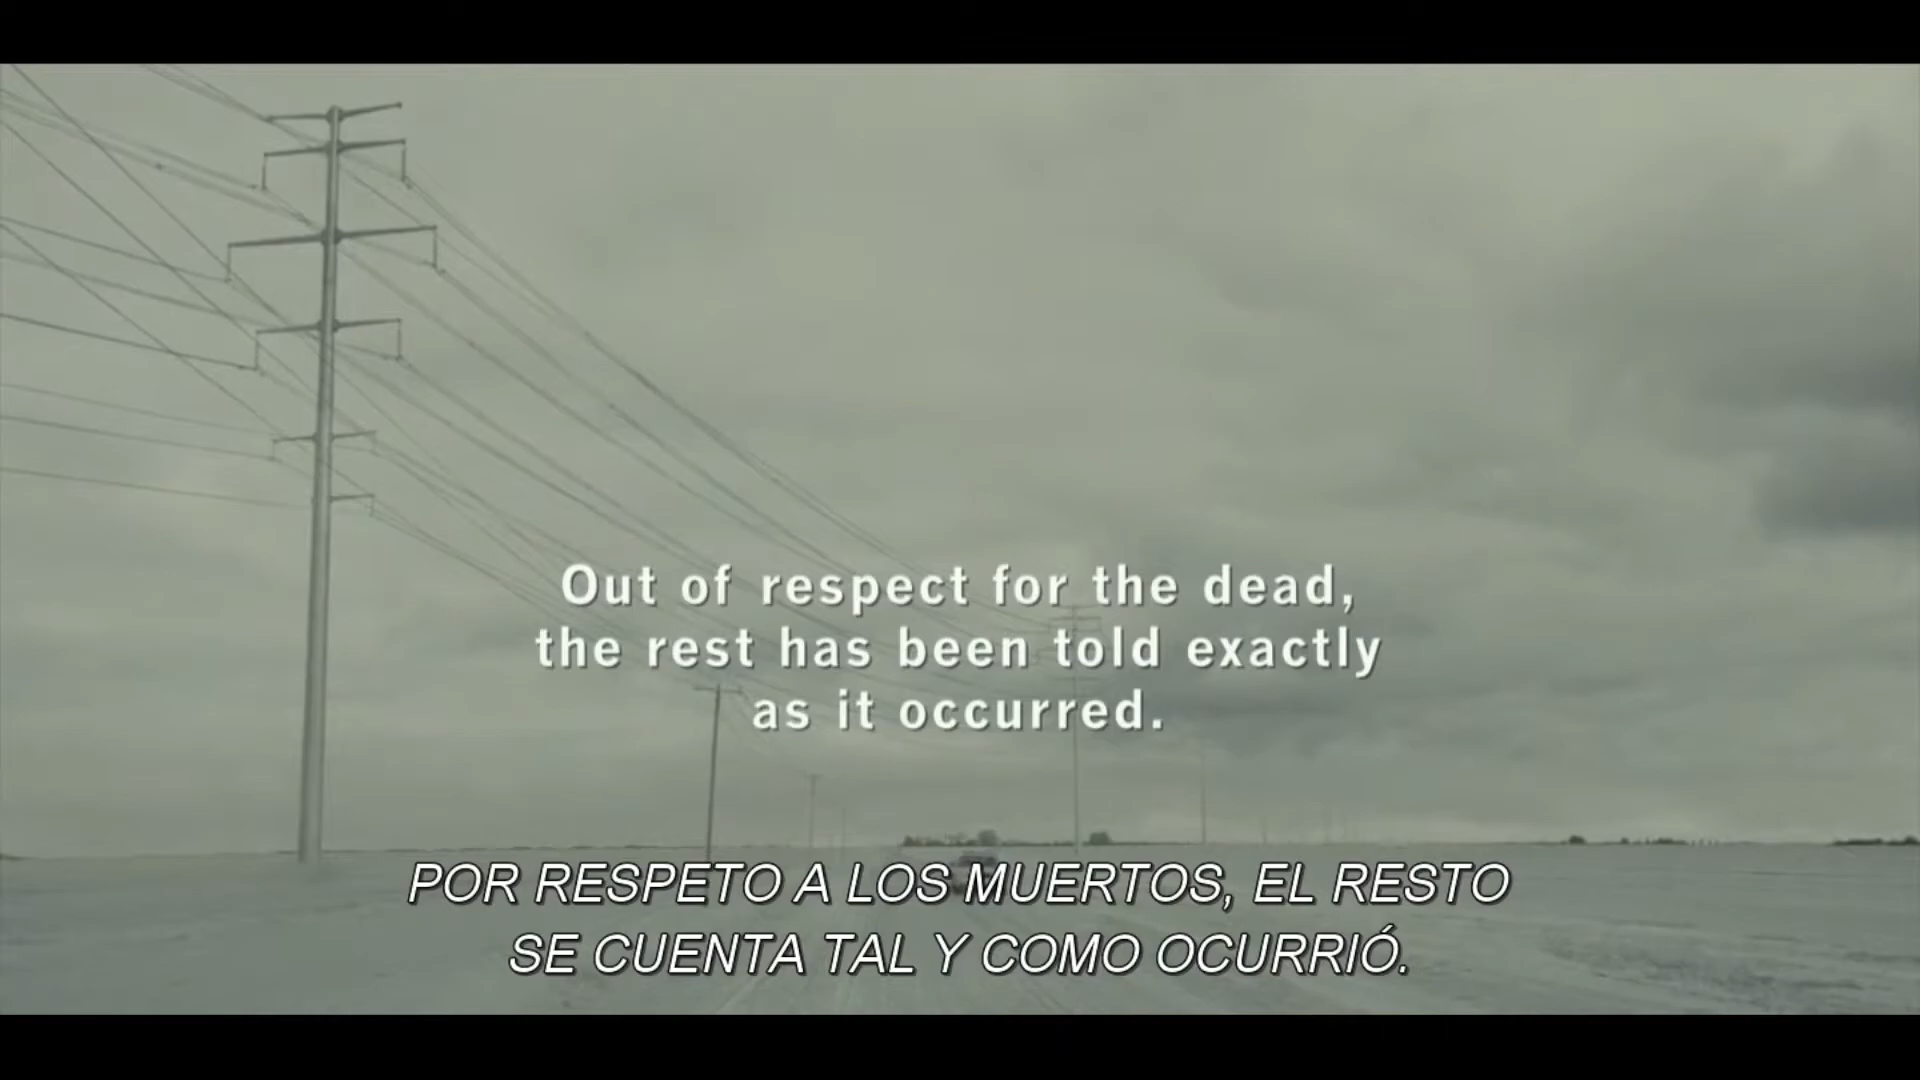 Out of respect for the dead,
the rest has been told exactly
as it occurred.
POR RESPETO A LOS MUERTOS, EL RESTO
SE CUENTA TAL Y COMO OCURRIÓ.